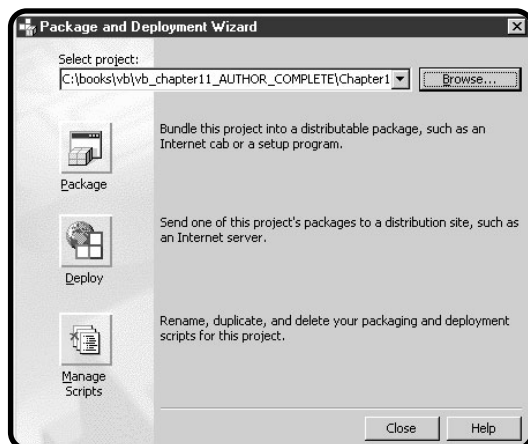 Package and Deployment Wizard
Select project:
C:\books\vb\vb_chapter11_AUTHOR_COMPLETE\Chapter1
Browse...
Bundle this project into a distributable package, such as an
Internet cab or a setup program.
Package
Send one of this project's packages to a distribution site, such as
an Internet server.
Deploy
Rename, duplicate, and delete your packaging and deployment
scripts for this project.
Manage
Scripts
Close
Help